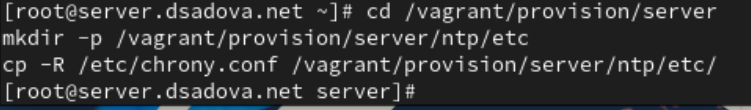 [root@server.dsadova.net ~]# cd /vagrant/provision/server
mkdir -p /vagrant/provision/server/ntp/etc
cp -R /etc/chrony.conf /vagrant/provision/server/ntp/etc/
[root@server.dsadova.net server]#